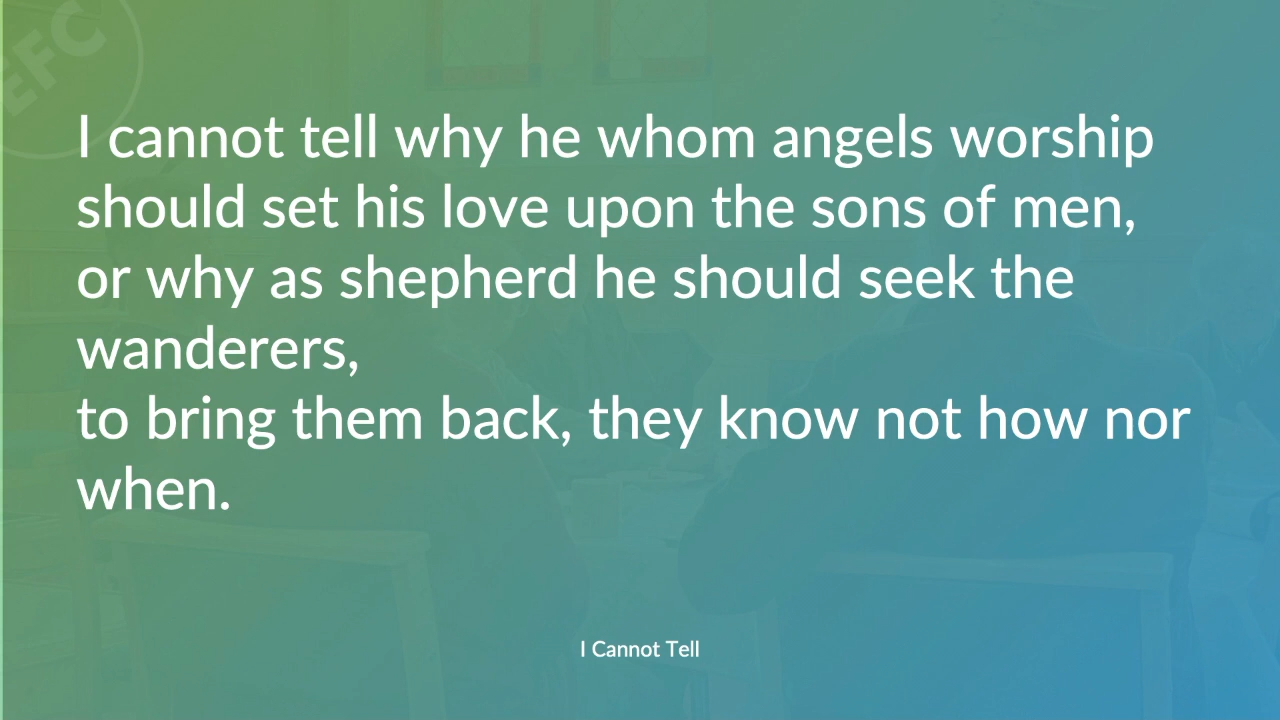 EFC
I cannot tell why he whom angels worship
should set his love upon the sons of men,
or why as shepherd he should seek the
wanderers,
to bring them back, they know not how nor
when.
I Cannot Tell